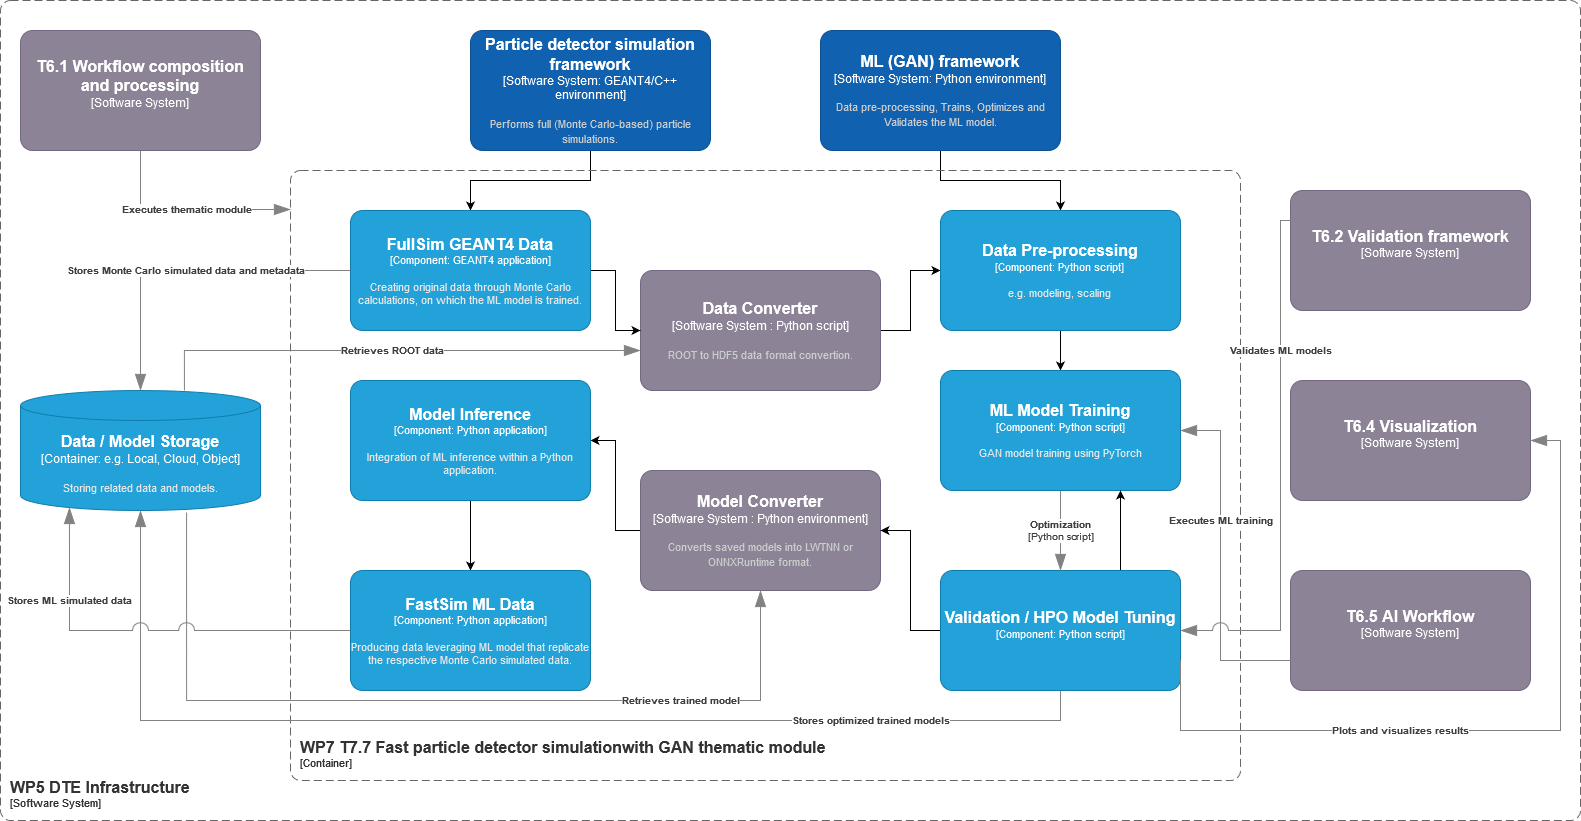 T6.1 Workflow composition
and processing
[Software System]
Particle detector simulation
framework
[Software System: GEANT4/C++
environment]
Performs full (Monte Carlo-based) particle
simulations.
ML (GAN) framework
[Software System: Python environment]
Data pre-processing, Trains, Optimizes and
Validates the ML model.
Executes thematic module
FullSim GEANT4 Data
[Component: GEANT4 application]
Creating original data through Monte Carlo
calculations, on which the ML model is trained.
Data Pre-processing
[Component: Python script]
e.g. modeling, scaling
T6.2 Validation framework
[Software System]
Stores Monte Carlo simulated data and metadata
Data Converter
[Software System : Python script]
ROOT to HDF5 data format convertion.
Retrieves ROOT data
Validates ML models
Data / Model Storage
[Container: e.g. Local, Cloud, Object]
Storing related data and models.
Model Inference
[Component: Python application]
Integration of ML inference within a Python
application.
ML Model Training
[Component: Python script]
GAN model training using PyTorch
T6.4 Visualization
[Software System]
Model Converter
[Software System : Python environment]
Converts saved models into LWTNN or
ONNXRuntime format.
Optimization
[Python script]
Executes ML training
Stores ML simulated data
FastSim ML Data
[Component: Python application]
Producing data leveraging ML model that replicate
the respective Monte Carlo simulated data.
Validation / HPO Model Tuning
[Component: Python script]
T6.5 AI Workflow
[Software System]
Retrieves trained model
Stores optimized trained models
Plots and visualizes results
WP7 T7.7 Fast particle detector simulationwith GAN thematic module
[Container]
WP5 DTE Infrastructure
[Software System]